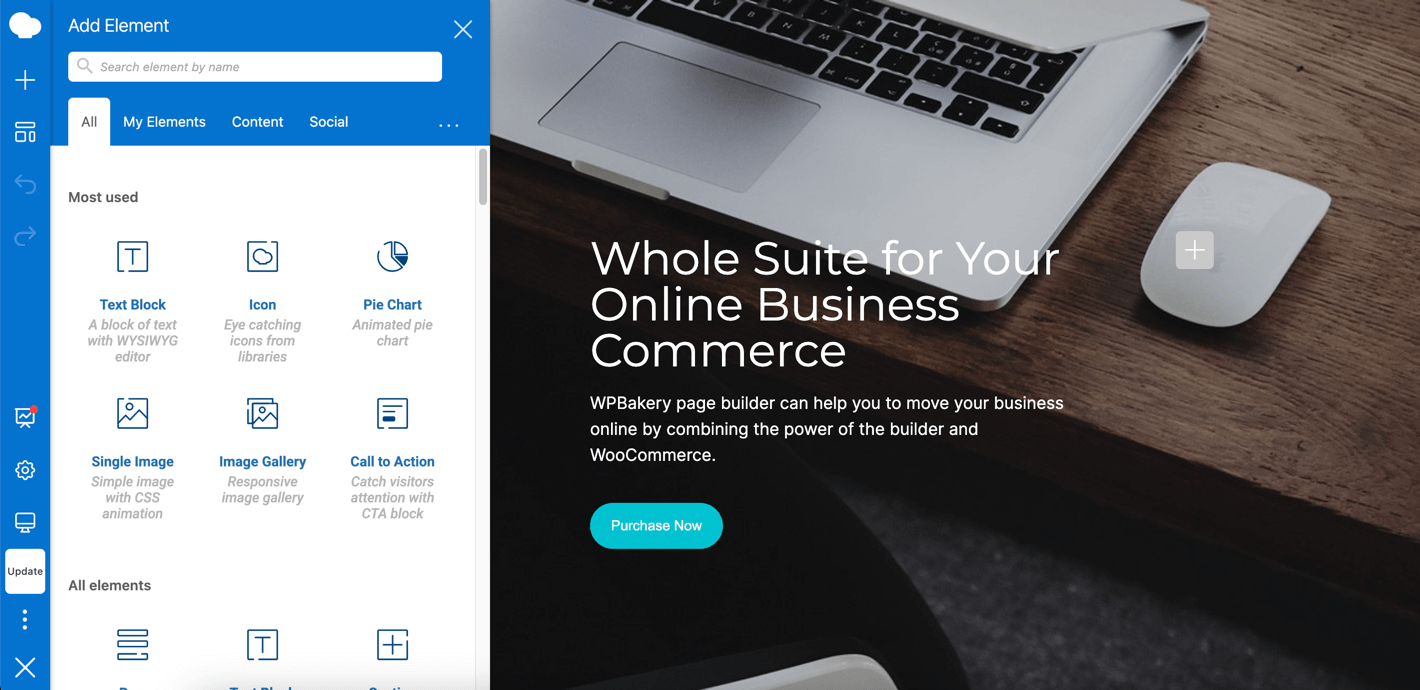 Add Element
Search element by name
All My Elements Content Social ...
Most used
Text Block
A block of text
with WYSIWYG
editor
Icon
Eye catching
icons from
libraries
Pie Chart
Animated pie
chart
Single Image
Simple image
with CSS
animation
Image Gallery
Responsive
image gallery
Call to Action
Catch visitors
attention with
CTA block
All elements
Update
Whole Suite for Your
Online Business
Commerce
WPBakery page builder can help you to move your business
online by combining the power of the builder and
WooCommerce.
Purchase Now